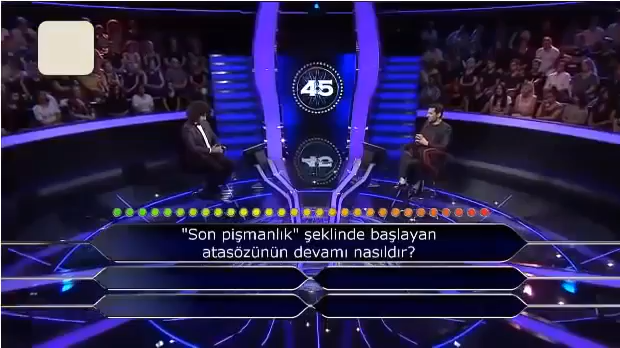 45
"Son pişmanlık" şeklinde başlayan
atasözünün devamı nasıldır?